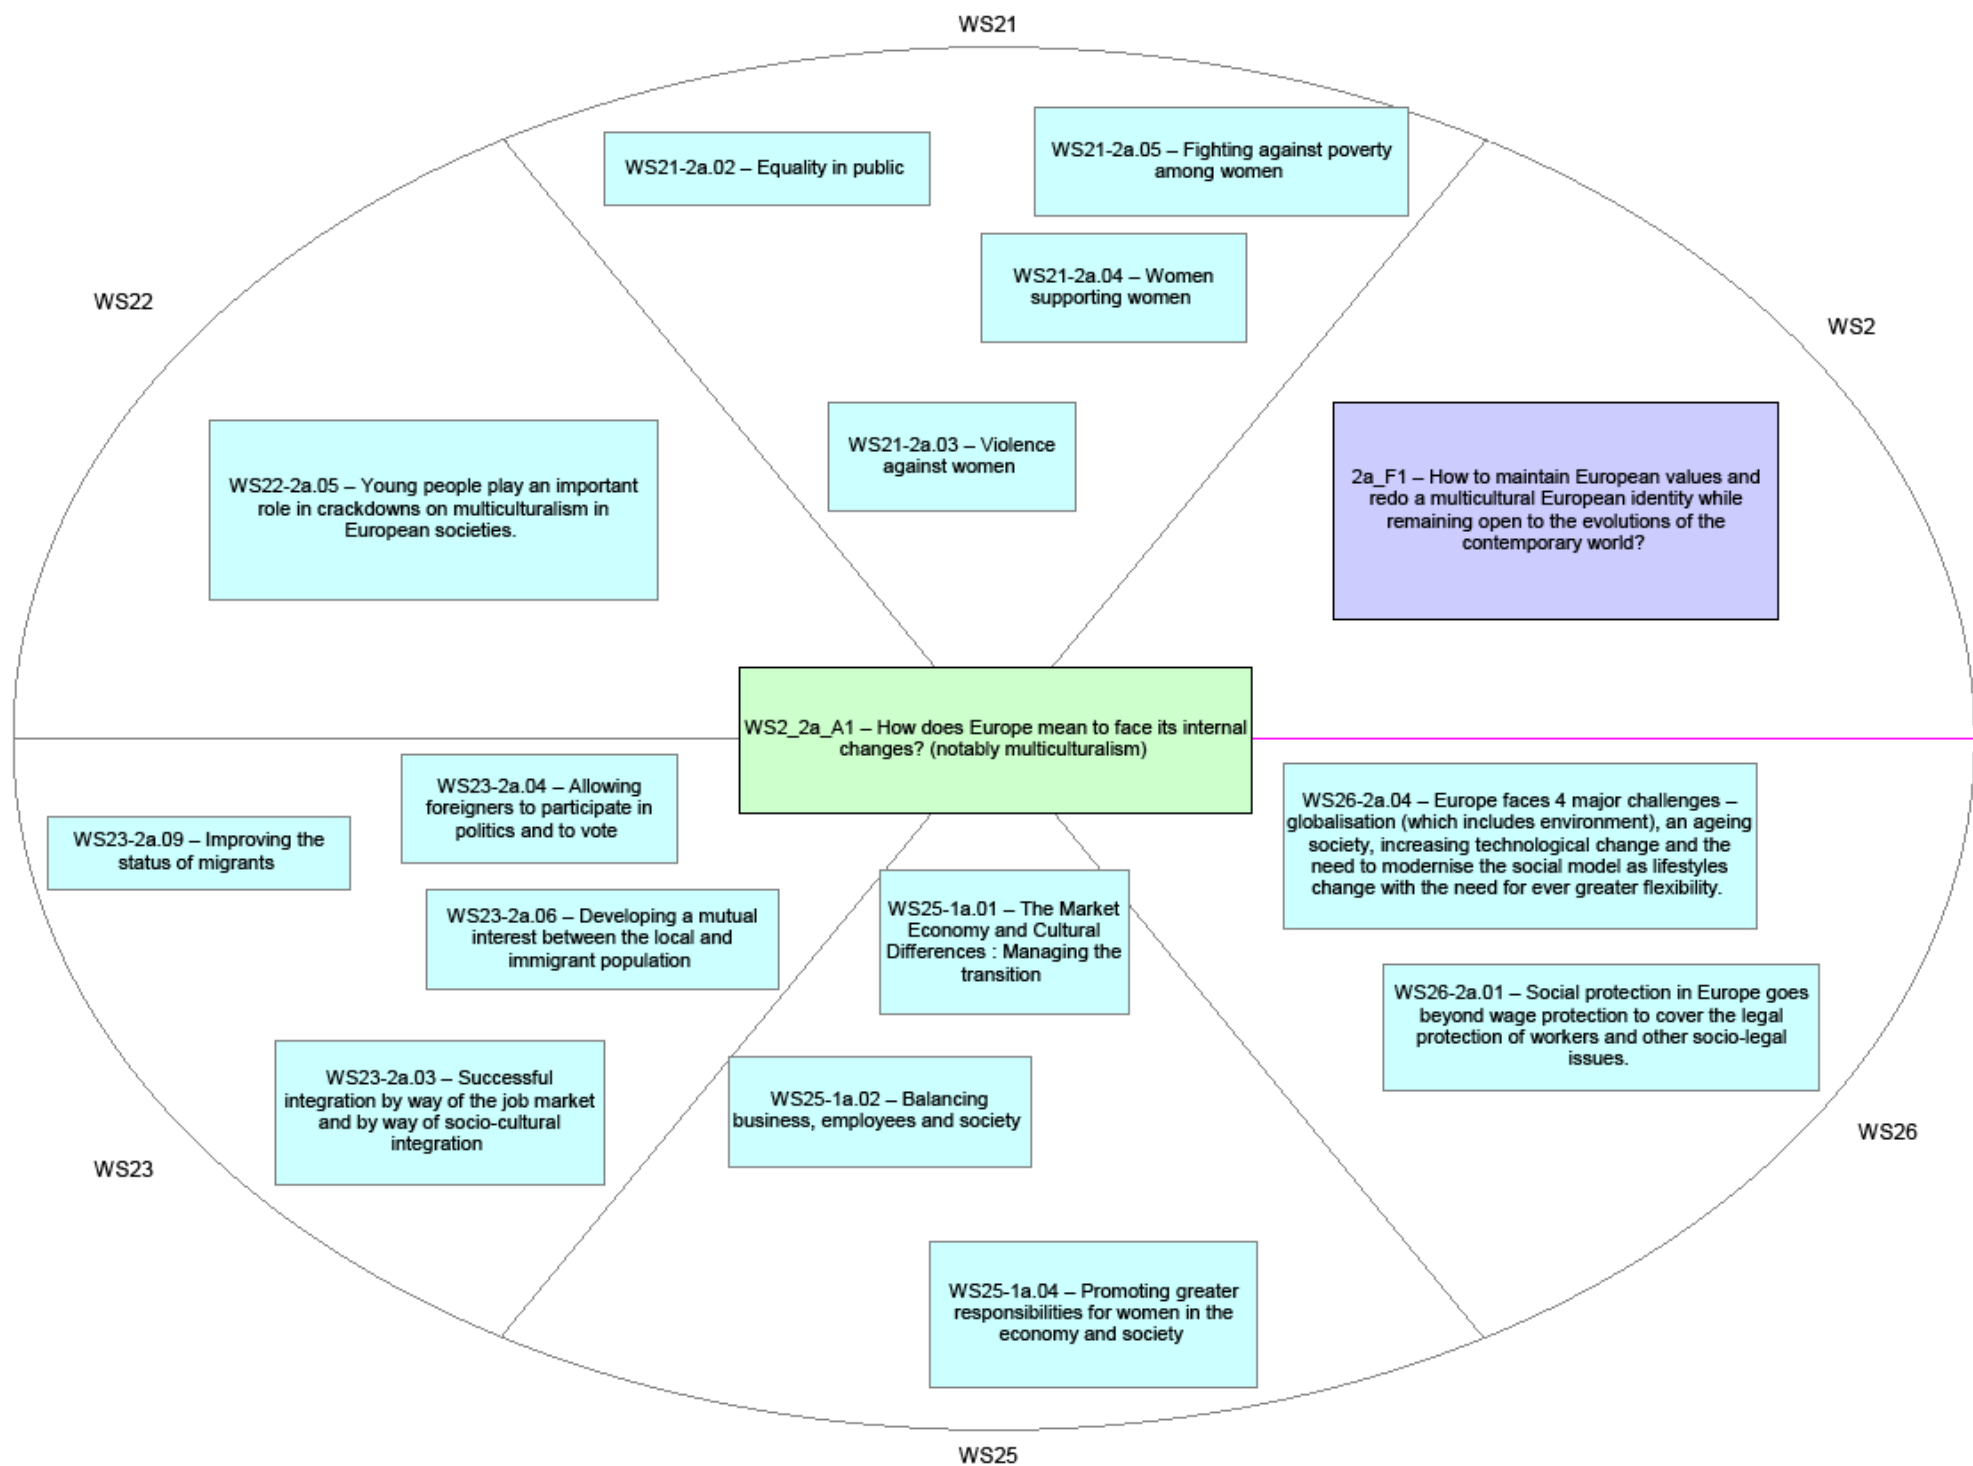 WS21
WS21-2a.02 – Equality in public
WS21-2a.05 – Fighting against poverty
among women
WS21-2a.04 – Women
supporting women
WS22
WS2
WS21-2a.03 – Violence
against women
WS22-2a.05 – Young people play an important
role in crackdowns on multiculturalism in
European societies.
2a_F1 – How to maintain European values and
redo a multicultural European identity while
remaining open to the evolutions of the
contemporary world?
WS2_2a_A1 – How does Europe mean to face its internal
changes? (notably multiculturalism)
WS23-2a.04 – Allowing
foreigners to participate in
politics and to vote
WS23-2a.09 – Improving the
status of migrants
WS23-2a.06 – Developing a mutual
interest between the local and
immigrant population
WS25-1a.01 – The Market
Economy and Cultural
Differences : Managing the
transition
WS26-2a.04 – Europe faces 4 major challenges –
globalisation (which includes environment), an ageing
society, increasing technological change and the
need to modernise the social model as lifestyles
change with the need for ever greater flexibility.
WS26-2a.01 – Social protection in Europe goes
beyond wage protection to cover the legal
protection of workers and other socio-legal
issues.
WS23-2a.03 – Successful
integration by way of the job market
and by way of socio-cultural
integration
WS25-1a.02 – Balancing
business, employees and society
WS23
WS26
WS25-1a.04 – Promoting greater
responsibilities for women in the
economy and society
WS25